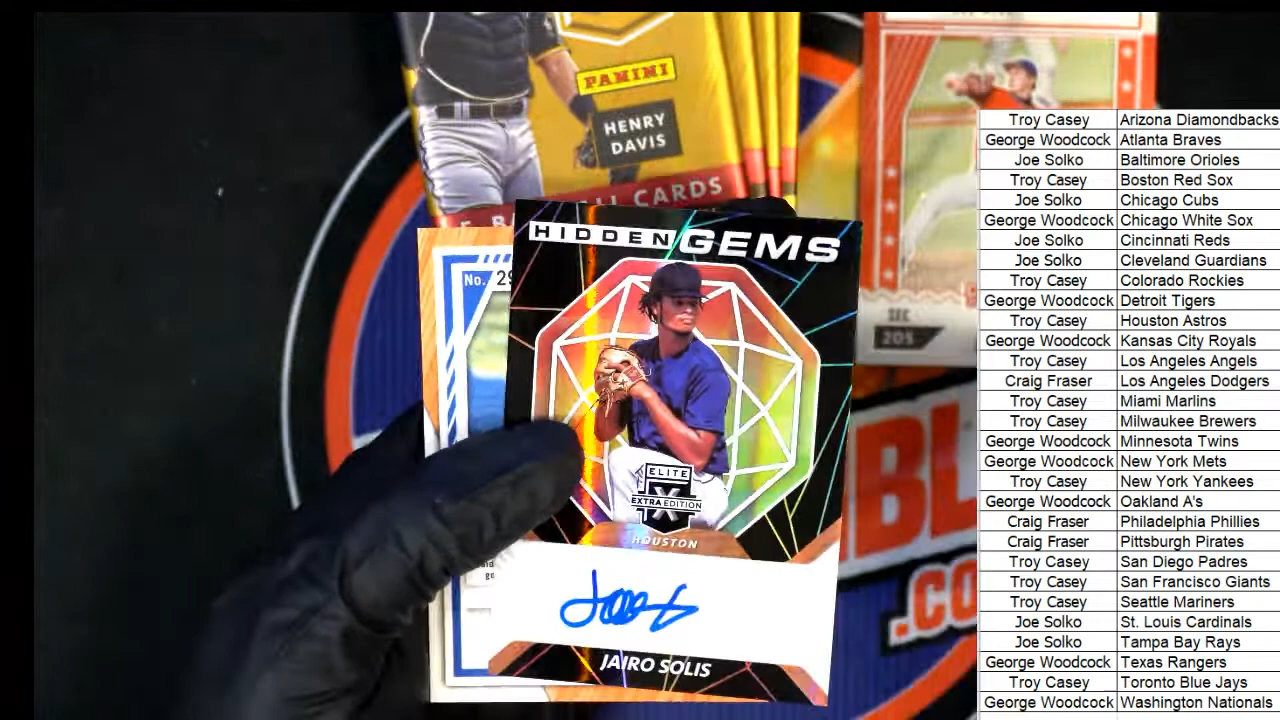 PANINI
HENRY
DAVIS
BA
ALL CARDS
HIDDEN GEMS
No. 29
ELITE
X
EXTRA EDITION
HOUSTON
JAIRO SOLIS
SEC
205
BL
.CO
Troy Casey Arizona Diamondbacks
George Woodcock Atlanta Braves
Joe Solko Baltimore Orioles
Troy Casey Boston Red Sox
Joe Solko Chicago Cubs
George Woodcock Chicago White Sox
Joe Solko Cincinnati Reds
Joe Solko Cleveland Guardians
Troy Casey Colorado Rockies
George Woodcock Detroit Tigers
Troy Casey Houston Astros
George Woodcock Kansas City Royals
Troy Casey Los Angeles Angels
Craig Fraser Los Angeles Dodgers
Troy Casey Miami Marlins
Troy Casey Milwaukee Brewers
George Woodcock Minnesota Twins
George Woodcock New York Mets
Troy Casey New York Yankees
George Woodcock Oakland A's
Craig Fraser Philadelphia Phillies
Craig Fraser Pittsburgh Pirates
Troy Casey San Diego Padres
Troy Casey San Francisco Giants
Troy Casey Seattle Mariners
Joe Solko St. Louis Cardinals
Joe Solko Tampa Bay Rays
George Woodcock Texas Rangers
Troy Casey Toronto Blue Jays
George Woodcock Washington Nationals